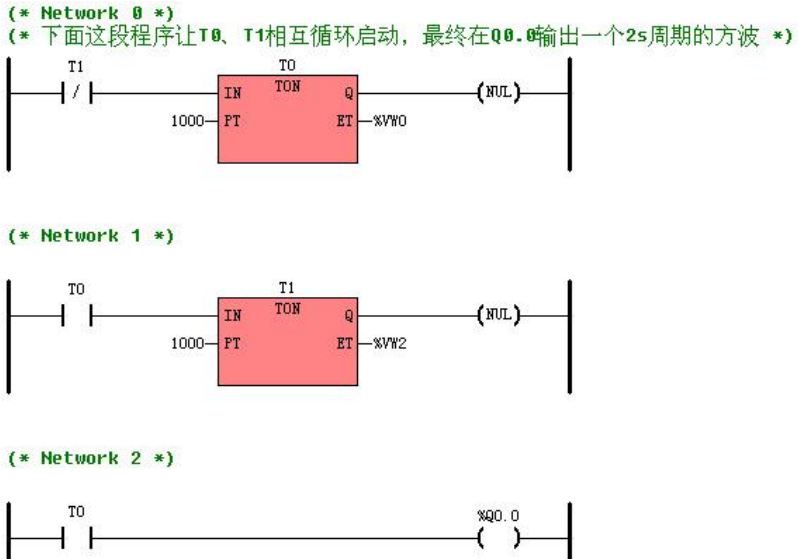 (* Network 0 *)
(* 下面这段程序让T0、T1相互循环启动，最终在Q0.0输出一个2s周期的方波 *)
T1
T0
/
IN TON Q
(NUL)
1000 PT ET %VW0
(* Network 1 *)
T0
T1
IN TON Q
(NUL)
1000 PT ET %VW2
(* Network 2 *)
T0
%Q0.0
( )